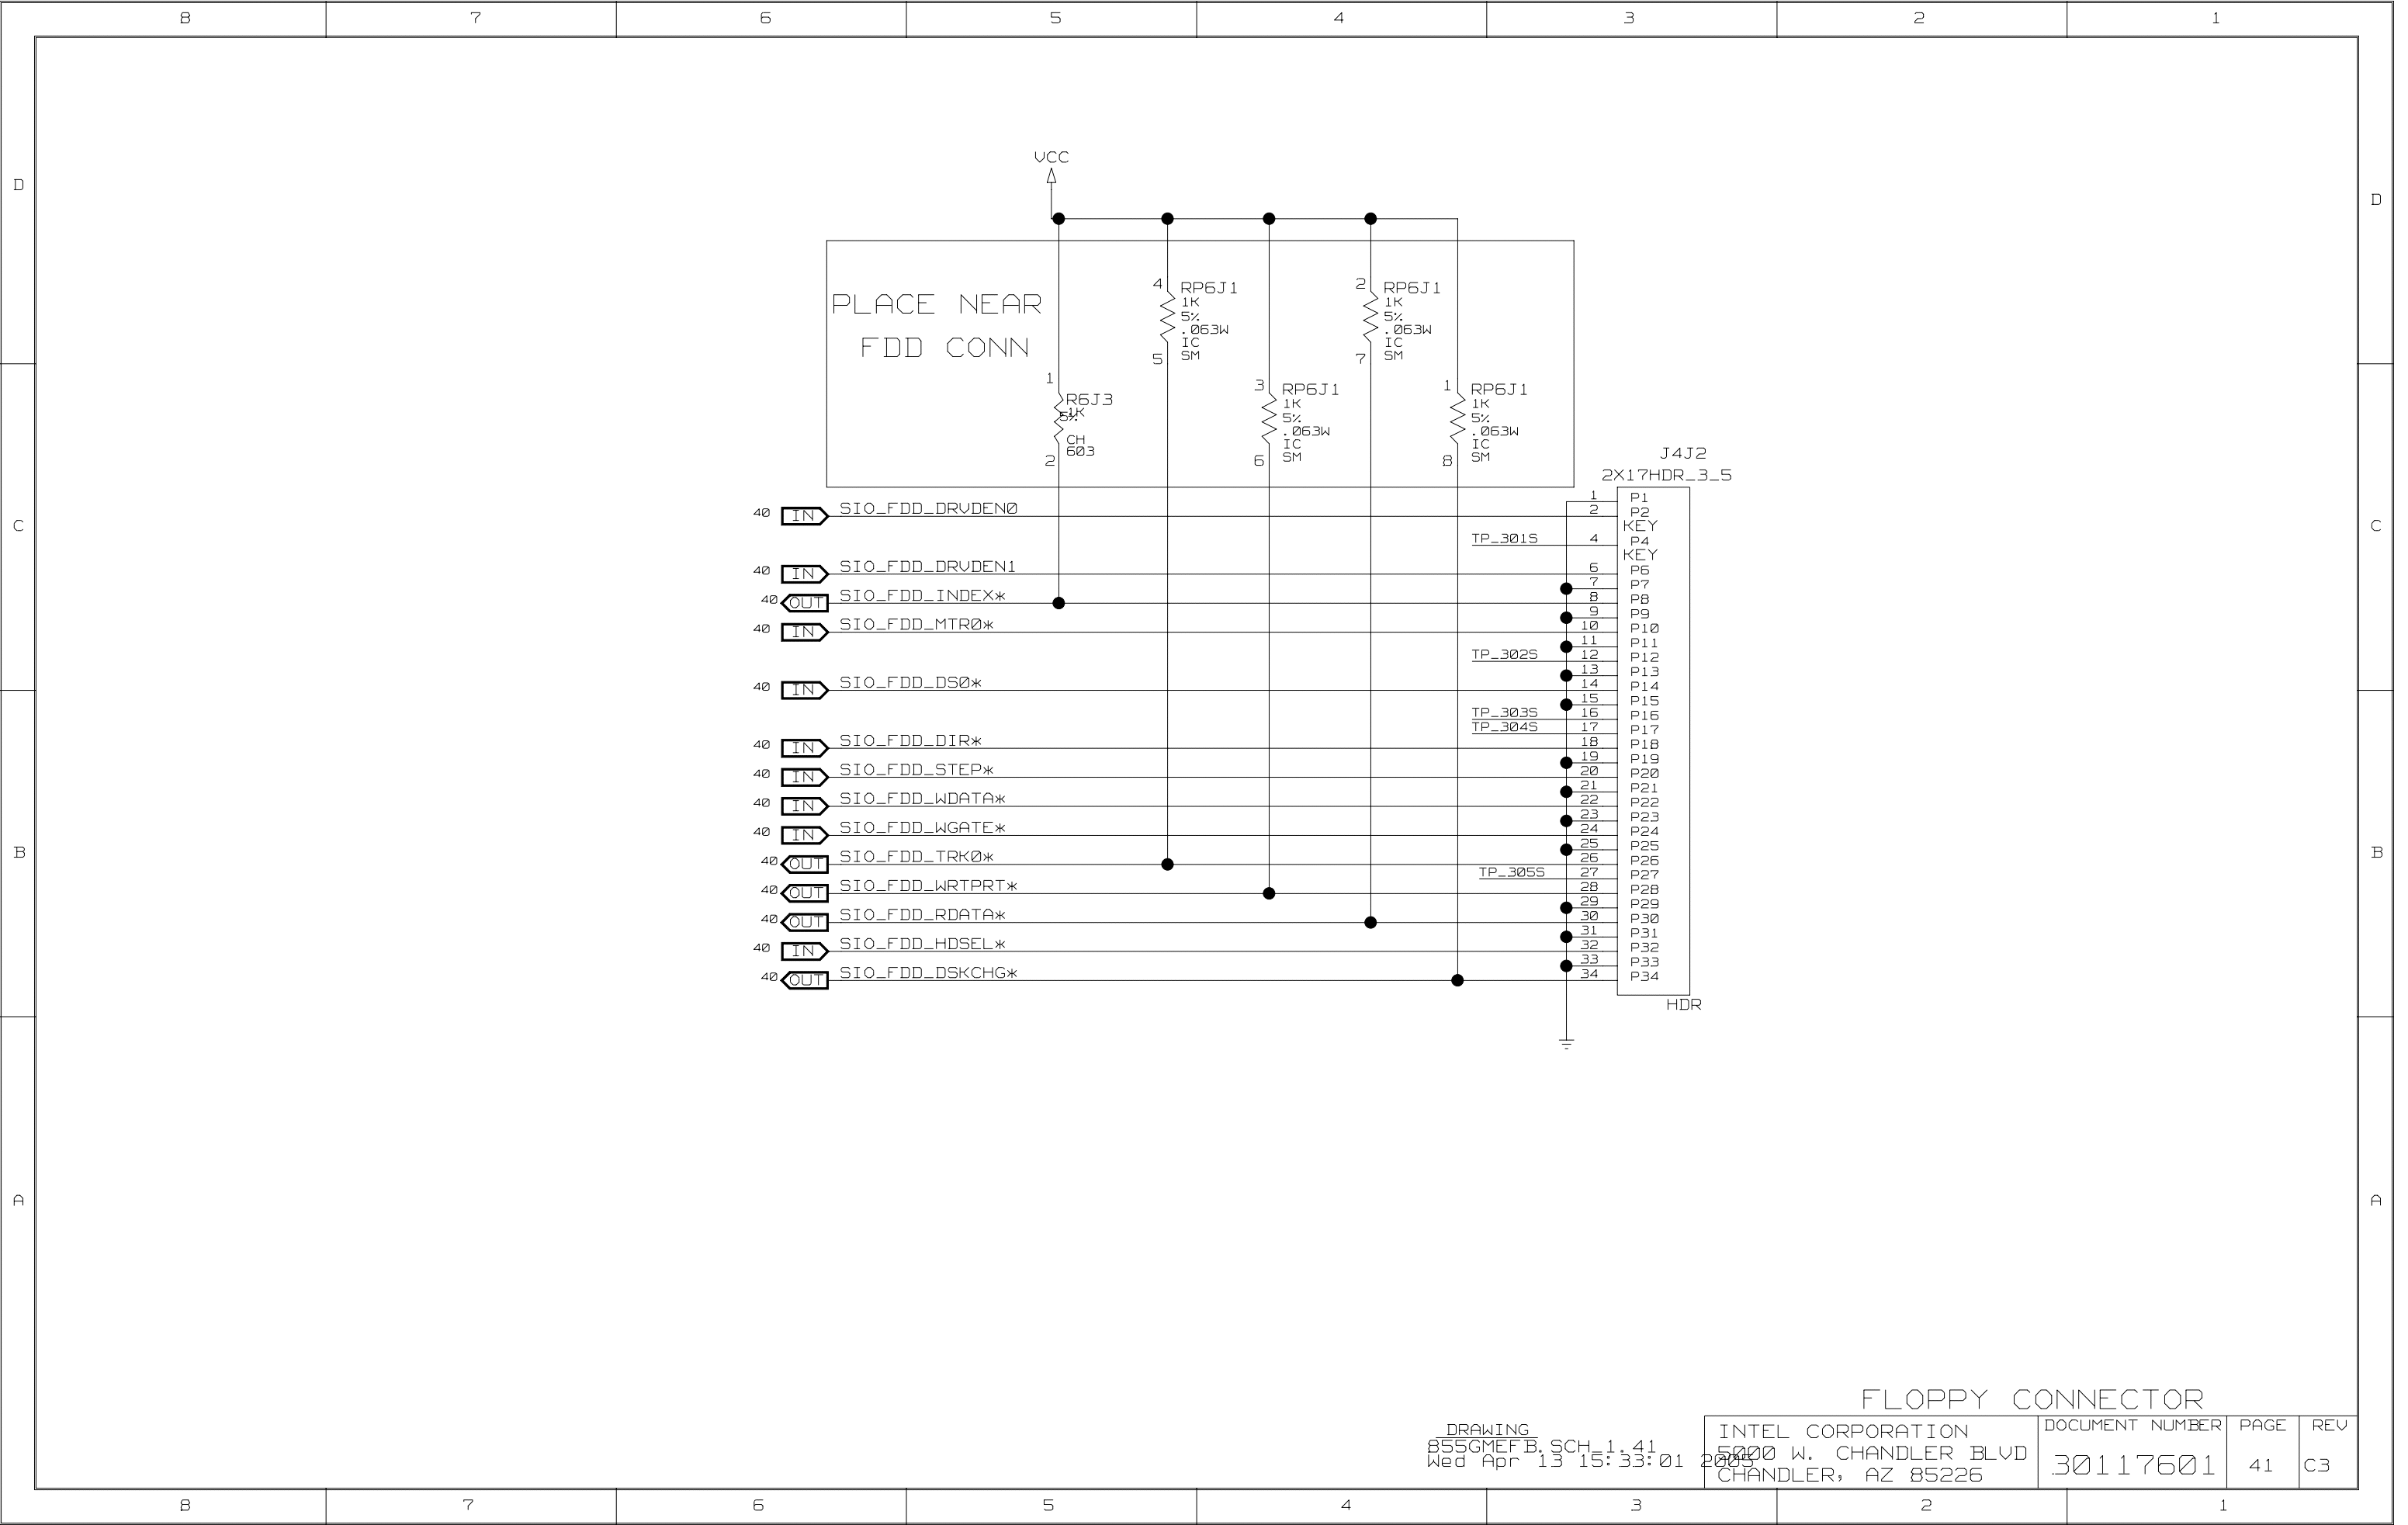 8 7 6 5 4 3 2 1
D D
VCC
PLACE NEAR
FDD CONN
4 RP6J1
1K
5%
.063W
IC
SM
5
2 RP6J1
1K
5%
.063W
IC
SM
7
1
R6J3
1K
5%
CH
603
2
3 RP6J1
1K
5%
.063W
IC
SM
6
1 RP6J1
1K
5%
.063W
IC
SM
8
J4J2
2X17HDR_3_5
C C
1 P1
40 IN SIO_FDD_DRVDEN0 2 P2
KEY
TP_301S 4 P4
KEY
40 IN SIO_FDD_DRVDEN1 6 P6
7 P7
40 OUT SIO_FDD_INDEX* 8 P8
9 P9
40 IN SIO_FDD_MTR0* 10 P10
11 P11
TP_302S 12 P12
13 P13
40 IN SIO_FDD_DS0* 14 P14
15 P15
TP_303S 16 P16
TP_304S 17 P17
40 IN SIO_FDD_DIR* 18 P18
19 P19
40 IN SIO_FDD_STEP* 20 P20
21 P21
40 IN SIO_FDD_WDATA* 22 P22
23 P23
40 IN SIO_FDD_WGATE* 24 P24
B B
25 P25
40 OUT SIO_FDD_TRK0* 26 P26
TP_305S 27 P27
40 OUT SIO_FDD_WRTPRT* 28 P28
29 P29
40 OUT SIO_FDD_RDATA* 30 P30
31 P31
40 IN SIO_FDD_HDSEL* 32 P32
33 P33
40 OUT SIO_FDD_DSKCHG* 34 P34
HDR
A A
FLOPPY CONNECTOR
DRAWING
855GMEFB.SCH_1.41
Wed Apr 13 15:33:01 2005
INTEL CORPORATION
5000 W. CHANDLER BLVD
CHANDLER, AZ 85226
DOCUMENT NUMBER
30117601
PAGE
41
REV
C3
8 7 6 5 4 3 2 1